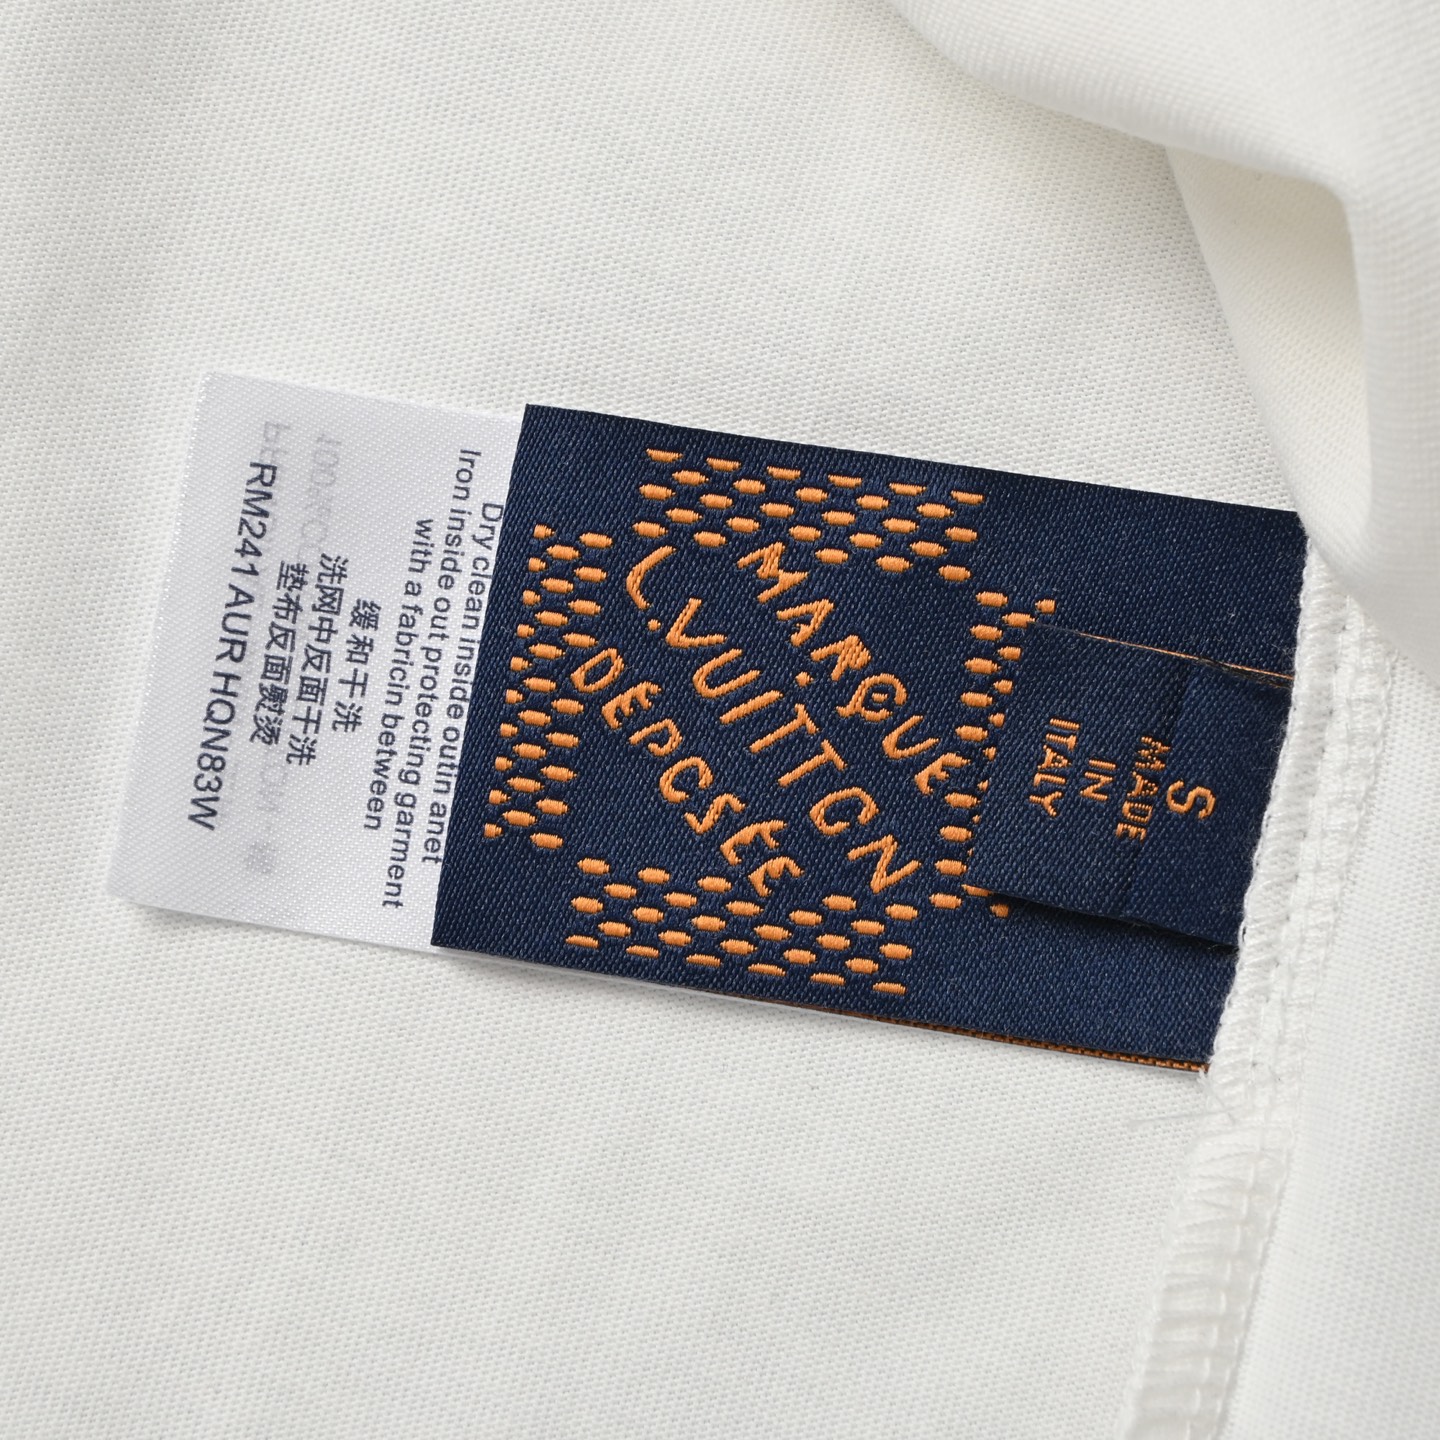 MARQUE
L.VUITTCN
DEPCSEE
S
MADE
IN
ITALY
Dry clean inside outin anet
Iron inside out protecting garment
with a fabricin between
缓和干洗
洗网中反面干洗
垫布反面熨烫
RM241 AUR HQN83W